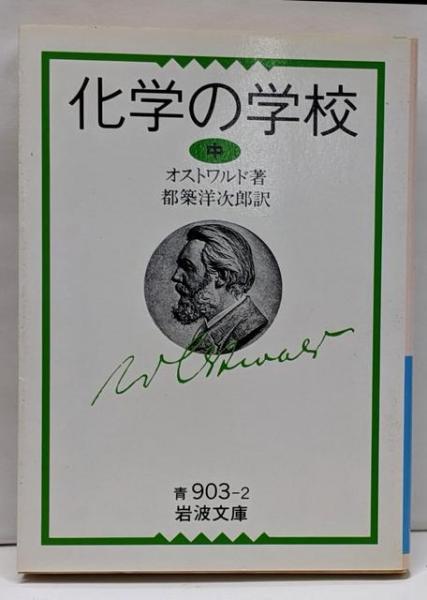 化学の学校
中
オストワルド著
都築洋次郎訳
W Ostwald
青 903-2
岩波文庫